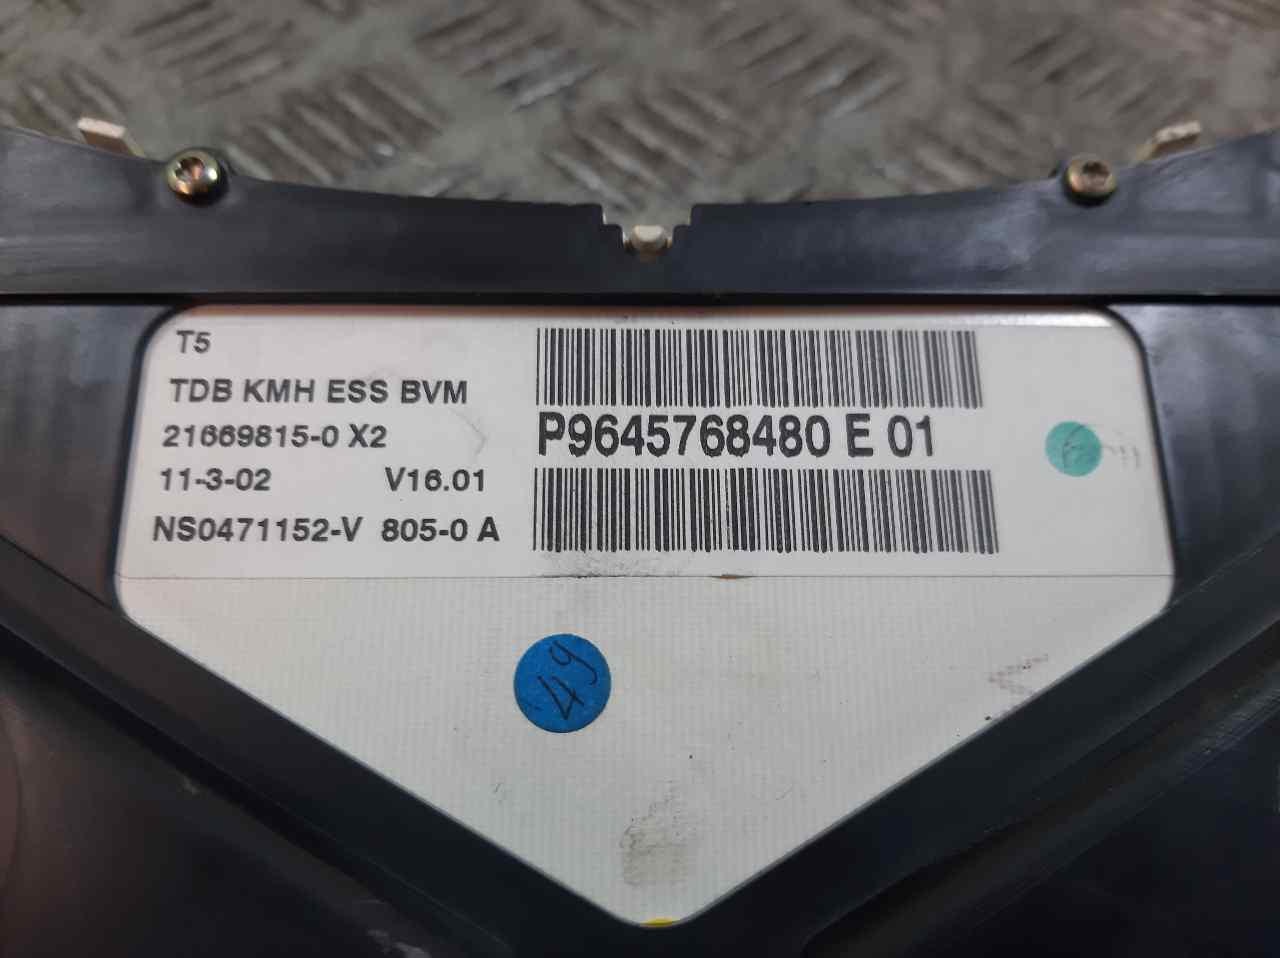 T5
TDB KMH ESS BVM
21669815-0 X2
11-3-02 V16.01
NS0471152-V 805-0 A
P9645768480 E 01
49